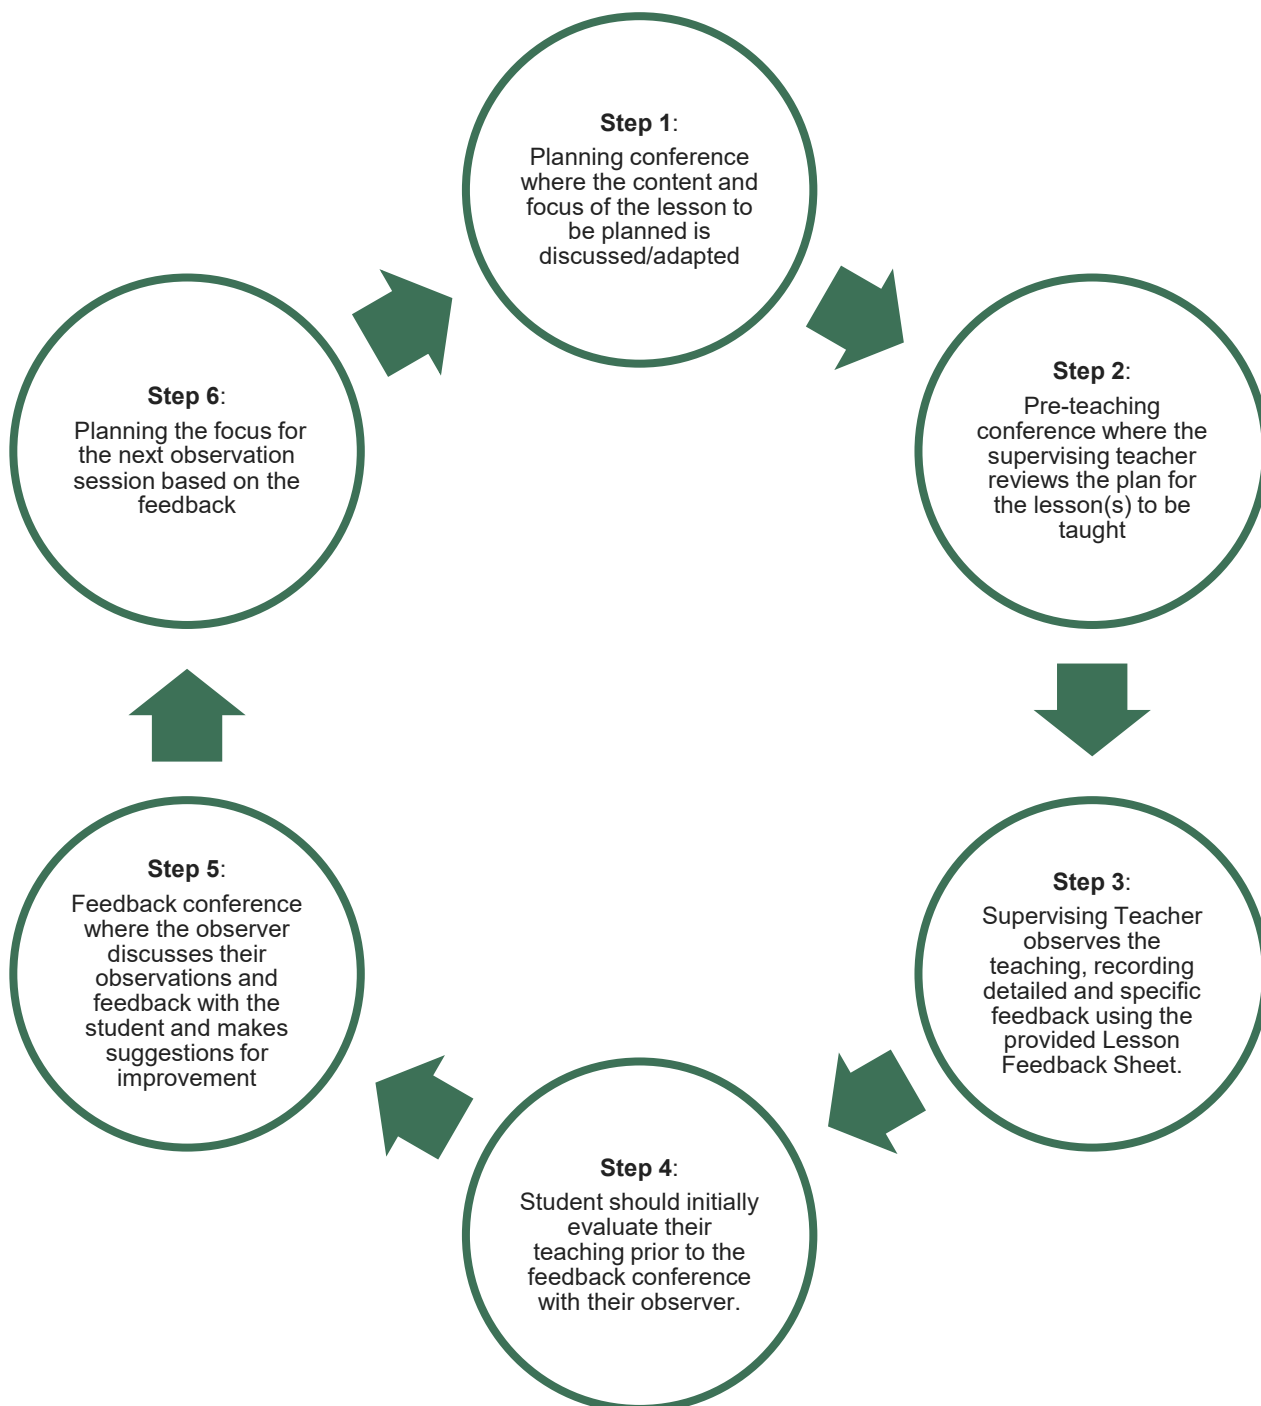 Step 1:
Planning conference
where the content and
focus of the lesson to
be planned is
discussed/adapted
Step 2:
Pre-teaching
conference where the
supervising teacher
reviews the plan for
the lesson(s) to be
taught
Step 3:
Supervising Teacher
observes the
teaching, recording
detailed and specific
feedback using the
provided Lesson
Feedback Sheet.
Step 4:
Student should initially
evaluate their
teaching prior to the
feedback conference
with their observer.
Step 5:
Feedback conference
where the observer
discusses their
observations and
feedback with the
student and makes
suggestions for
improvement
Step 6:
Planning the focus for
the next observation
session based on the
feedback